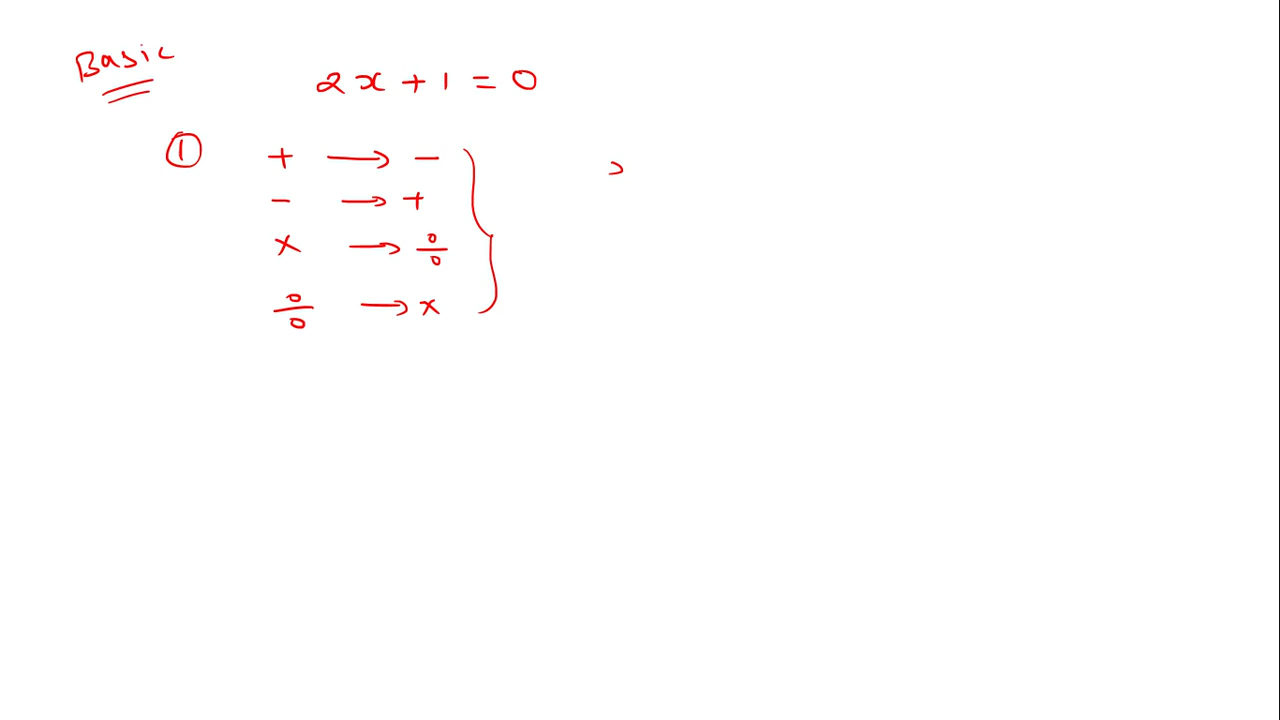 Basic
2x + 1 = 0
① + → -
- → +
× → ÷
÷ → ×